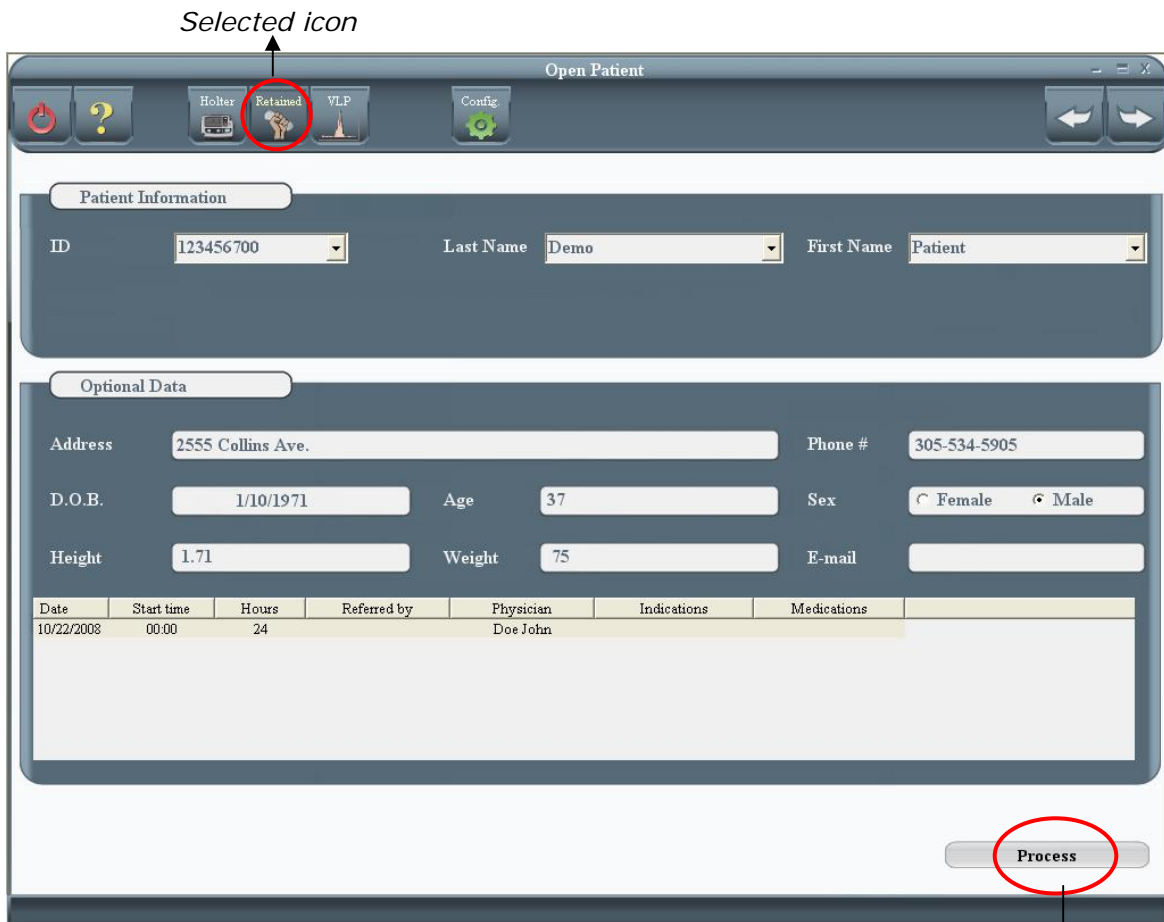 Selected icon
Open Patient
Holter Retained VLP Config.
Patient Information
ID 123456700 Last Name Demo First Name Patient
Optional Data
Address 2555 Collins Ave. Phone # 305-534-5905
D.O.B. 1/10/1971 Age 37 Sex Female Male
Height 1.71 Weight 75 E-mail
Date Start time Hours Referred by Physician Indications Medications
10/22/2008 00:00 24 Doe John
Process